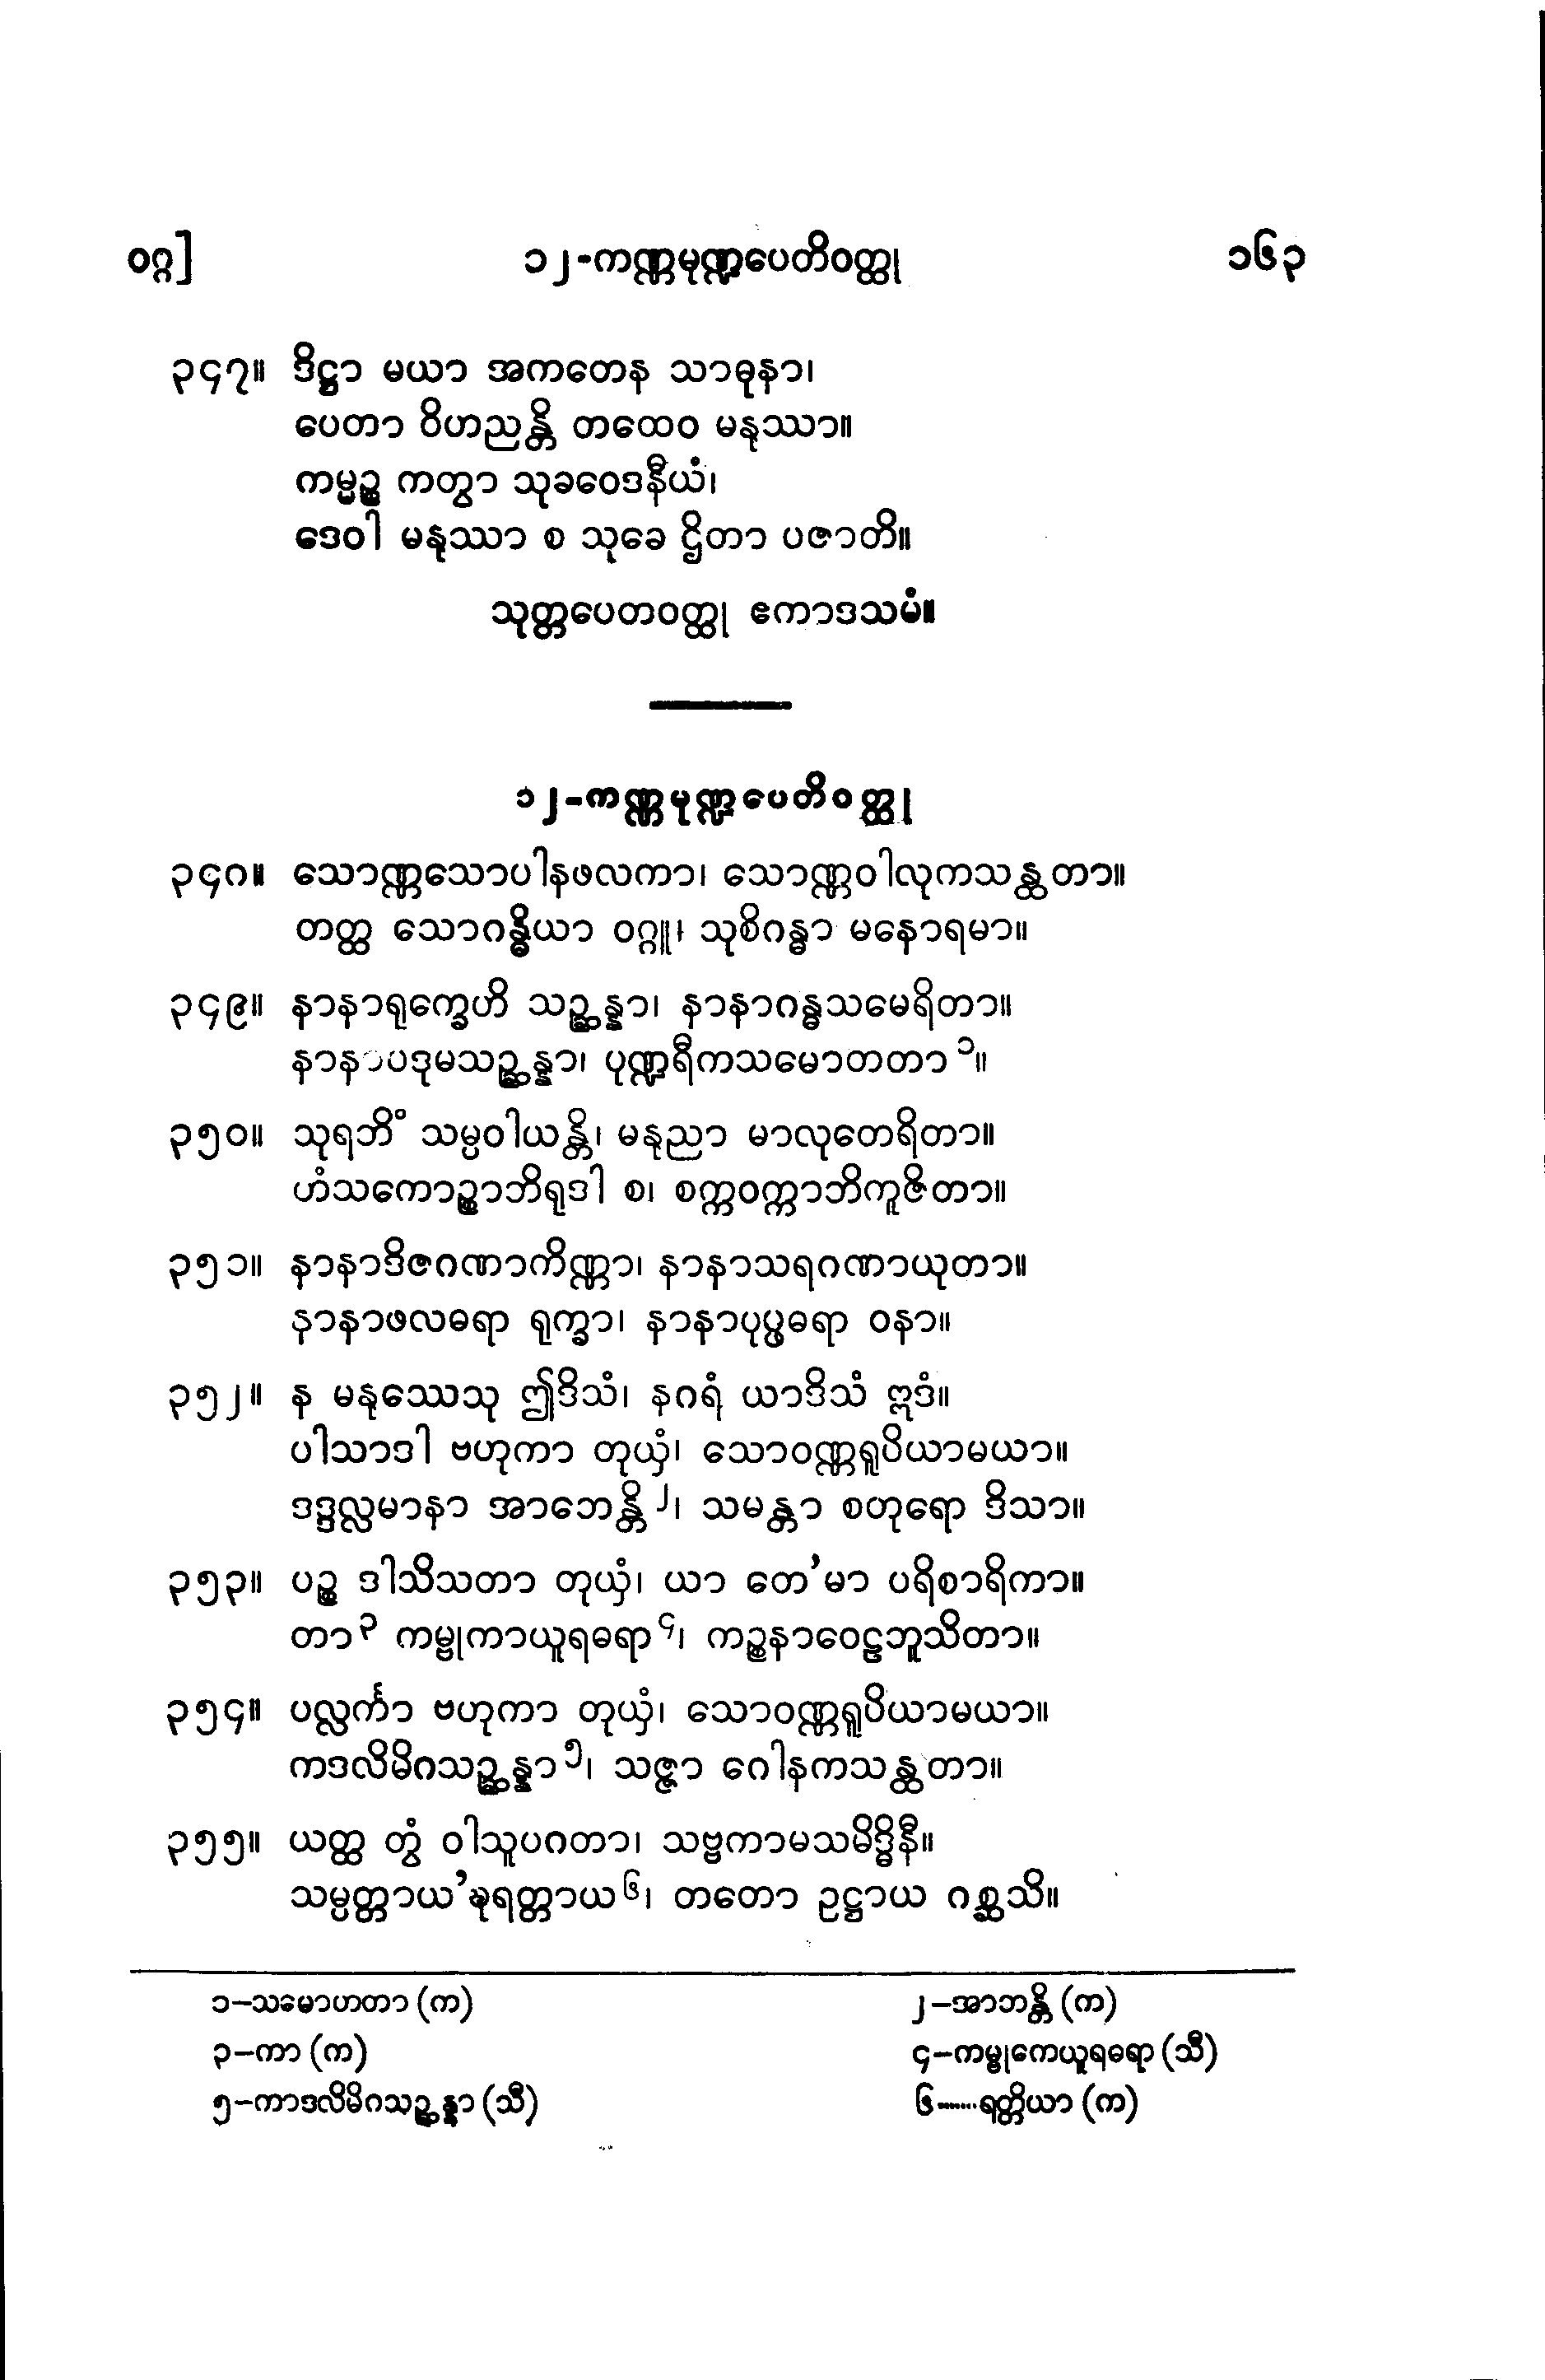 ဝဂ္ဂ] ၁၂-ကဏ္ဏမုဏ္ဍပေတိဝတ္ထု ၁၆၃
၃၄၇။ ဒိဋ္ဌာ မယာ အကတေန သာဓုနာ၊
ပေတာ ဝိဟညန္တိ တထေဝ မနုဿာ။
ကမ္မဉ္စ ကတွာ သုခဝေဒနီယံ၊
ဒေဝါ မနုဿာ စ သုခေ ဌိတာ ပဇာတိ။
သုတ္တပေတဝတ္ထု ဧကာဒသမံ။
၁၂-ကဏ္ဏမုဏ္ဍပေတိဝတ္ထု
၃၄၈။ သောဏ္ဏသောပါနဖလကာ၊ သောဏ္ဏဝါလုကသန္ထတာ။
တတ္ထ သောဂန္ဓိယာ ဝဂ္ဂူ၊ သုစိဂန္ဓာ မနောရမာ။
၃၄၉။ နာနာရုက္ခေဟိ သဉ္ဆန္နာ၊ နာနာဂန္ဓသမေရိတာ။
နာနာပဒုမသဉ္ဆန္နာ၊ ပုဏ္ဍရီကသမောတတာ ၁။
၃၅၀။ သုရဘိံ သမ္ပဝါယန္တိ၊ မနုညာ မာလုတေရိတာ။
ဟံသကောဉ္စာဘိရုဒါ စ၊ စက္ကဝက္ကာဘိကူဇိတာ။
၃၅၁။ နာနာဒိဇဂဏာကိဏ္ဏာ၊ နာနာသရဂဏာယုတာ။
နာနာဖလဓရာ ရုက္ခာ၊ နာနာပုပ္ဖဓရာ ဝနာ။
၃၅၂။ န မနုဿေသု ဤဒိသံ၊ နဂရံ ယာဒိသံ ဣဒံ။
ပါသာဒါ ဗဟုကာ တုယှံ၊ သောဝဏ္ဏရူပိယာမယာ။
ဒဒ္ဒလ္လမာနာ အာဘေန္တိ ၂၊ သမန္တာ စတုရော ဒိသာ။
၃၅၃။ ပဉ္စ ဒါသိသတာ တုယှံ၊ ယာ တေ’မာ ပရိစာရိကာ။
တာ ၃ ကမ္ဗုကာယူရဓရာ ၄၊ ကဉ္စနာဝေဠဘူသိတာ။
၃၅၄။ ပလ္လင်္ကာ ဗဟုကာ တုယှံ၊ သောဝဏ္ဏရူပိယာမယာ။
ကဒလိမိဂသဉ္ဆန္နာ ၅၊ သဇ္ဇာ ဂေါနကသန္ထတာ။
၃၅၅။ ယတ္ထ တွံ ဝါသူပဂတာ၊ သဗ္ဗကာမသမိဒ္ဓိနီ။
သမ္ပတ္တာယ’ဍ္ဎရတ္တာယ ၆၊ တတော ဥဋ္ဌာယ ဂစ္ဆသိ။
၁–သမောဟတာ (က) ၂–အာဘန္တိ (က)
၃–ကာ (က) ၄–ကမ္ဗုကေယူရဓရာ (သီ)
၅–ကာဒလိမိဂသဉ္ဆန္နာ (သီ) ၆.......ရတ္တိယာ (က)